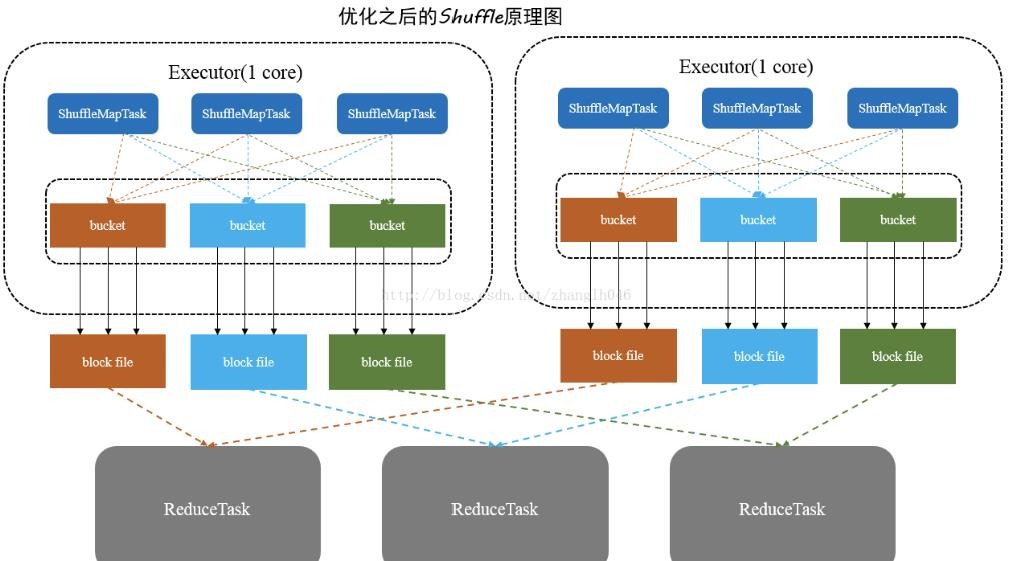 优化之后的Shuffle原理图
Executor(1 core)
Executor(1 core)
ShuffleMapTask
ShuffleMapTask
ShuffleMapTask
ShuffleMapTask
ShuffleMapTask
ShuffleMapTask
bucket
bucket
bucket
bucket
bucket
bucket
http://blog.csdn.net/zhanglh046
block file
block file
block file
block file
block file
block file
ReduceTask
ReduceTask
ReduceTask